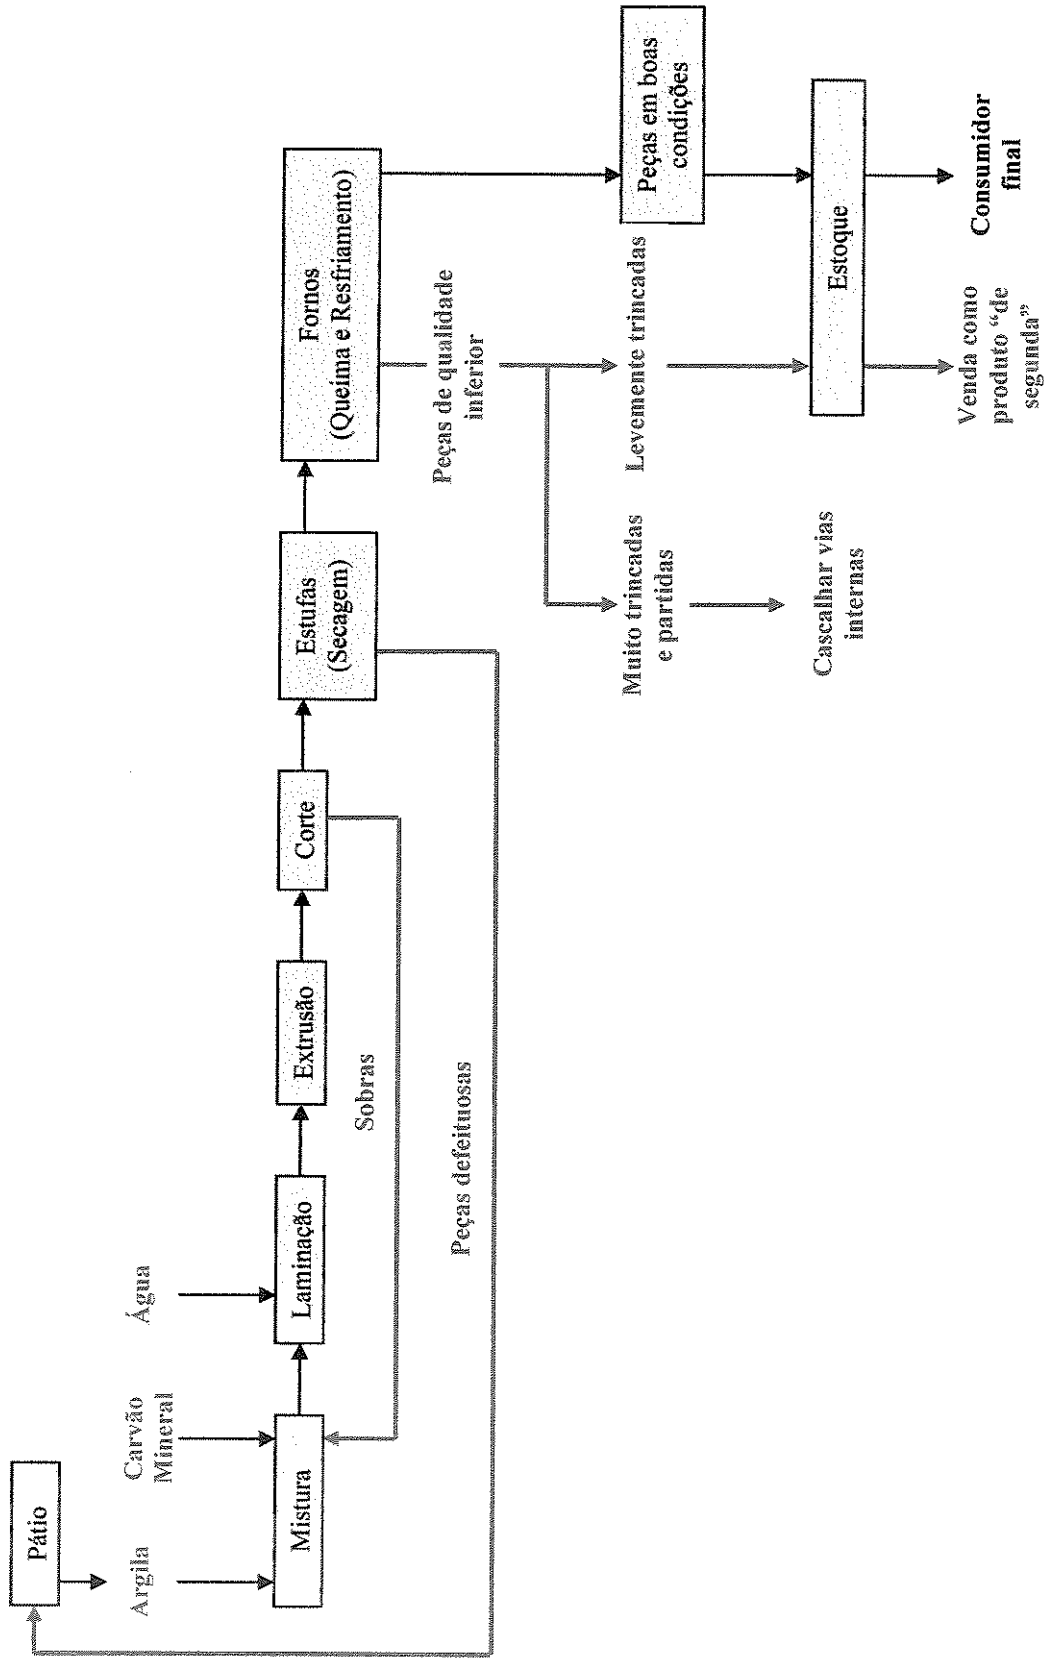 Pátio
Argila
Carvão
Mineral
Água
Mistura
Laminação
Extrusão
Corte
Estufas
(Secagem)
Fornos
(Queima e Resfriamento)
Sobras
Peças defeituosas
Peças de qualidade
inferior
Muito trincadas
e partidas
Levemente trincadas
Peças em boas
condições
Cascalhar vias
internas
Estoque
Venda como
produto “de
segunda”
Consumidor
final